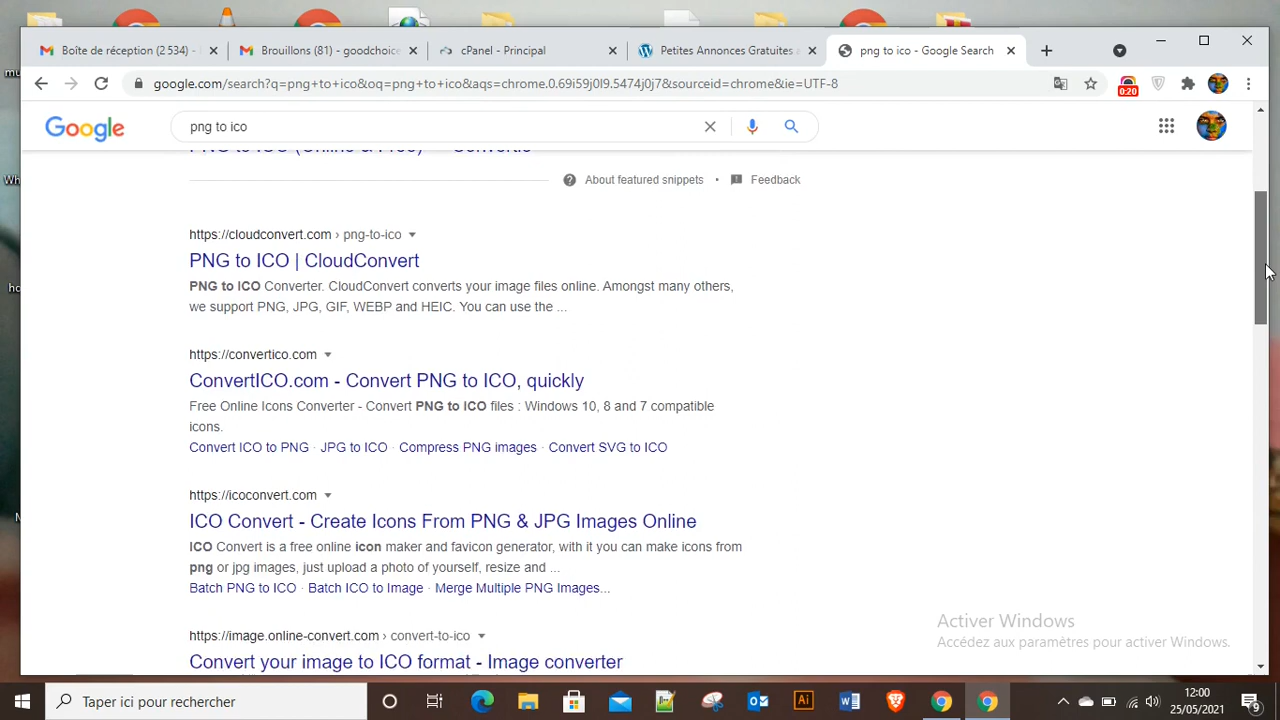 Boîte de réception (2 534) -
Brouillons (81) - goodchoice
cPanel - Principal
Petites Annonces Gratuites
png to ico - Google Search
google.com/search?q=png+to+ico&oq=png+to+ico&aqs=chrome.0.69i59j0l9.5474j0j7&sourceid=chrome&ie=UTF-8
0:20
Google
png to ico
PNG to ICO (Online & Free) — Convertio
About featured snippets • Feedback
https://cloudconvert.com › png-to-ico
PNG to ICO | CloudConvert
PNG to ICO Converter. CloudConvert converts your image files online. Amongst many others,
we support PNG, JPG, GIF, WEBP and HEIC. You can use the ...
https://convertico.com
ConvertICO.com - Convert PNG to ICO, quickly
Free Online Icons Converter - Convert PNG to ICO files : Windows 10, 8 and 7 compatible
icons.
Convert ICO to PNG · JPG to ICO · Compress PNG images · Convert SVG to ICO
https://icoconvert.com
ICO Convert - Create Icons From PNG & JPG Images Online
ICO Convert is a free online icon maker and favicon generator, with it you can make icons from
png or jpg images, just upload a photo of yourself, resize and ...
Batch PNG to ICO · Batch ICO to Image · Merge Multiple PNG Images...
https://image.online-convert.com › convert-to-ico
Convert your image to ICO format - Image converter
Activer Windows
Accédez aux paramètres pour activer Windows.
Taper ici pour rechercher
Ai
12:00
25/05/2021
9